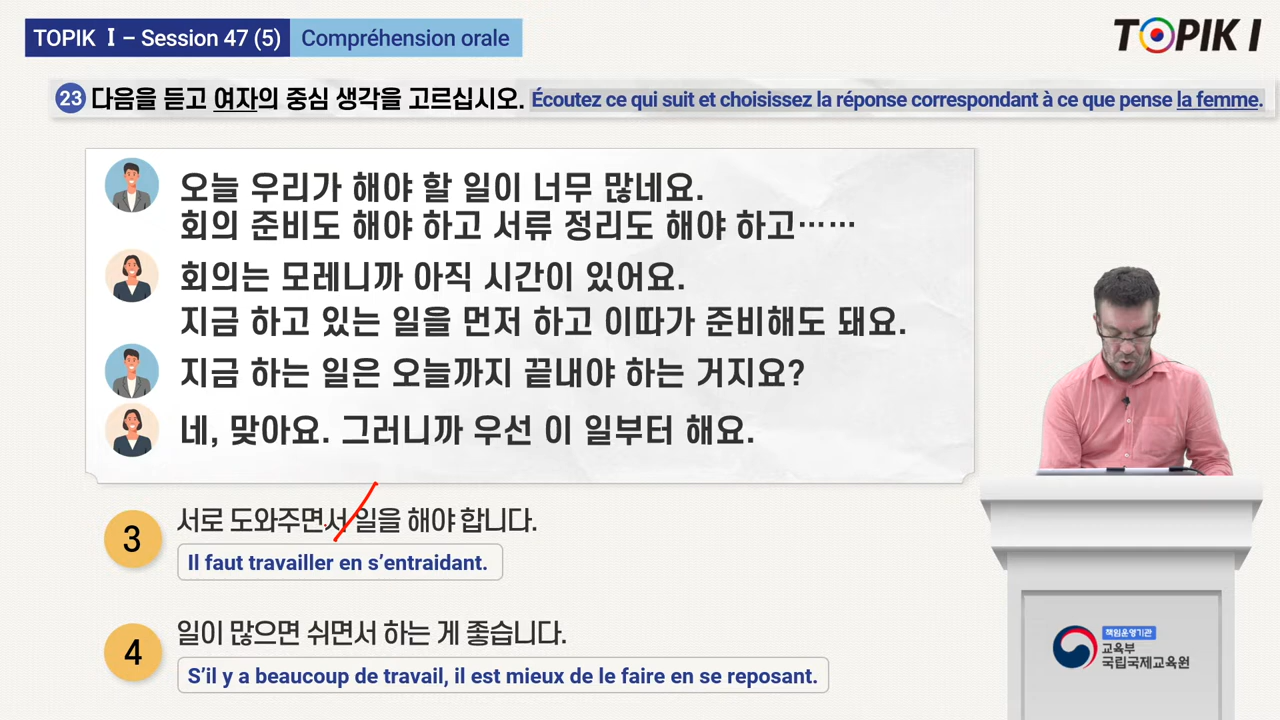 TOPIK Ⅰ – Session 47 (5) Compréhension orale
TOPIK I
23 다음을 듣고 여자의 중심 생각을 고르십시오. Écoutez ce qui suit et choisissez la réponse correspondant à ce que pense la femme.
오늘 우리가 해야 할 일이 너무 많네요.
회의 준비도 해야 하고 서류 정리도 해야 하고……
회의는 모레니까 아직 시간이 있어요.
지금 하고 있는 일을 먼저 하고 이따가 준비해도 돼요.
지금 하는 일은 오늘까지 끝내야 하는 거지요?
네, 맞아요. 그러니까 우선 이 일부터 해요.
3 서로 도와주면서 일을 해야 합니다.
Il faut travailler en s’entraidant.
4 일이 많으면 쉬면서 하는 게 좋습니다.
S’il y a beaucoup de travail, il est mieux de le faire en se reposant.
책임운영기관
교육부
국립국제교육원